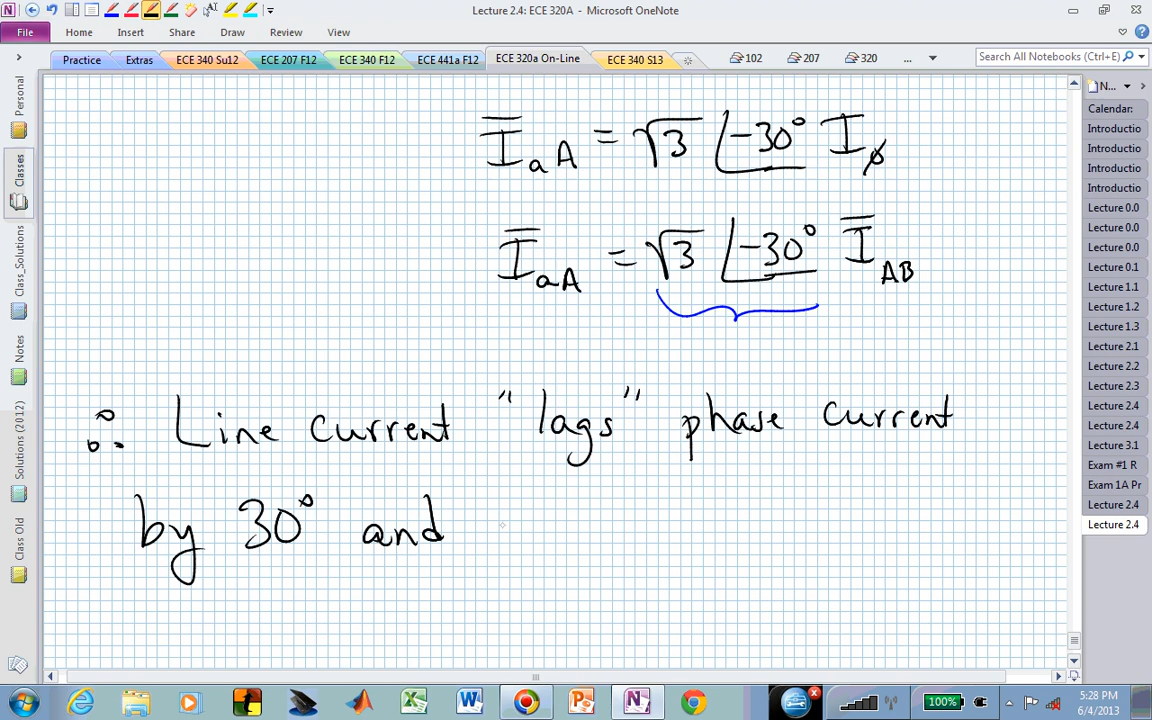 Lecture 2.4: ECE 320A - Microsoft OneNote
File Home Insert Share Draw Review View
Practice Extras ECE 340 Su12 ECE 207 F12 ECE 340 F12 ECE 441a F12 ECE 320a On-Line ECE 340 S13 102 207 320 ... Search All Notebooks (Ctrl+E)
Personal
Classes
Class_Solutions
Notes
Solutions (2012)
Class Old
I̅aA = √3 ∠-30° Iø
I̅aA = √3 ∠-30° I̅AB
∴ Line current "lags" phase current
by 30° and
N...
Calendar:
Introductio
Introductio
Introductio
Introductio
Lecture 0.0
Lecture 0.0
Lecture 0.0
Lecture 0.1
Lecture 1.1
Lecture 1.2
Lecture 1.3
Lecture 2.1
Lecture 2.2
Lecture 2.3
Lecture 2.4
Lecture 2.4
Lecture 3.1
Exam #1 R
Exam 1A Pr
Lecture 2.4
Lecture 2.4
100%
5:28 PM
6/4/2013